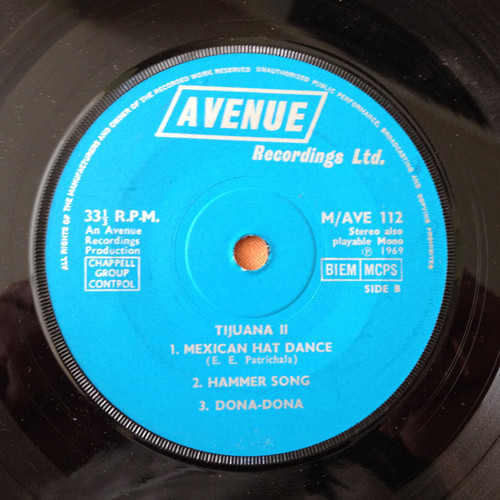 ALL RIGHTS OF THE MANUFACTURERS AND OWNER OF THE RECORDED WORK RESERVED UNAUTHORIZED PUBLIC PERFORMANCE, BROADCASTING AND COPYING PROHIBITED
AVENUE
Recordings Ltd.
33⅓ R.P.M.
An Avenue
Recordings
Production
CHAPPELL
GROUP
CONTROL
M/AVE 112
Stereo also
playable Mono
℗ 1969
BIEM MCPS
SIDE B
TIJUANA II
1. MEXICAN HAT DANCE
(E. E. Patrichala)
2. HAMMER SONG
3. DONA-DONA